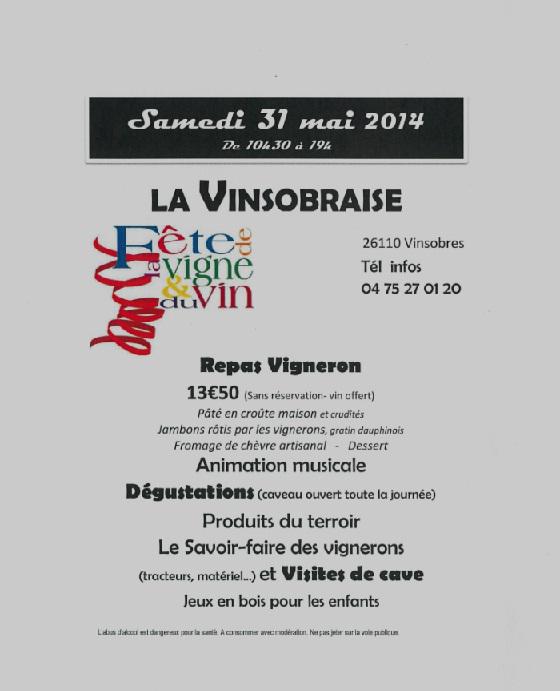 Samedi 31 mai 2014
De 10h30 à 19h
LA VINSOBRAISE
Fête de
la vigne
& du vin
26110 Vinsobres
Tél infos
04 75 27 01 20
Repas Vigneron
13€50 (Sans réservation- vin offert)
Pâté en croûte maison et crudités
Jambons rôtis par les vignerons, gratin dauphinois
Fromage de chèvre artisanal - Dessert
Animation musicale
Dégustations (caveau ouvert toute la journée)
Produits du terroir
Le Savoir-faire des vignerons
(tracteurs, matériel...) et Visites de cave
Jeux en bois pour les enfants
L'abus d'alcool est dangereux pour la santé. A consommer avec modération. Ne pas jeter sur la voie publique.